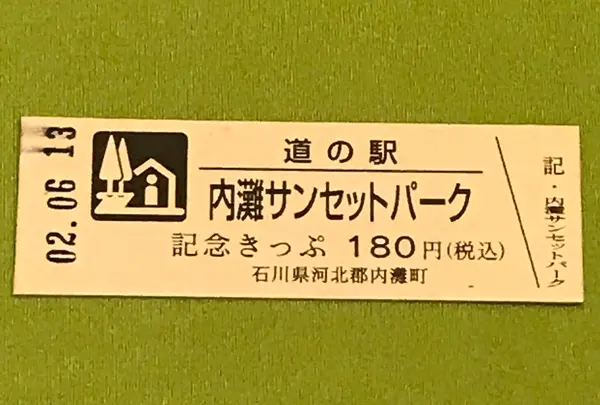 02.06 13
道の駅
内灘サンセットパーク
記念きっぷ 180円(税込)
石川県河北郡内灘町
記・内灘サンセットパーク